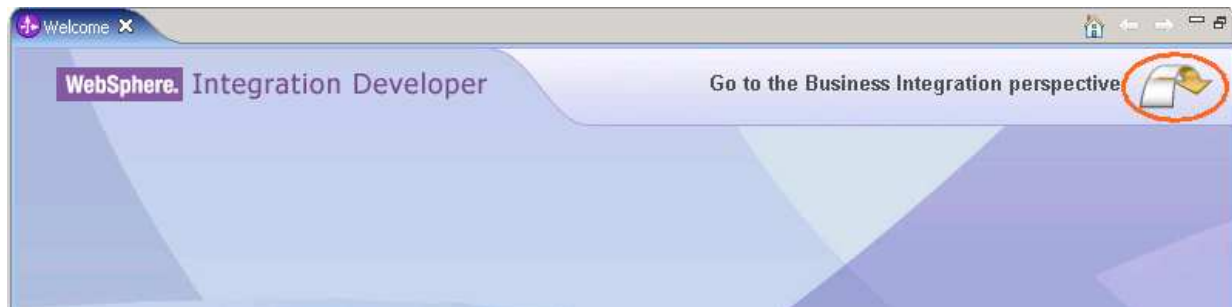 Welcome
WebSphere. Integration Developer
Go to the Business Integration perspective